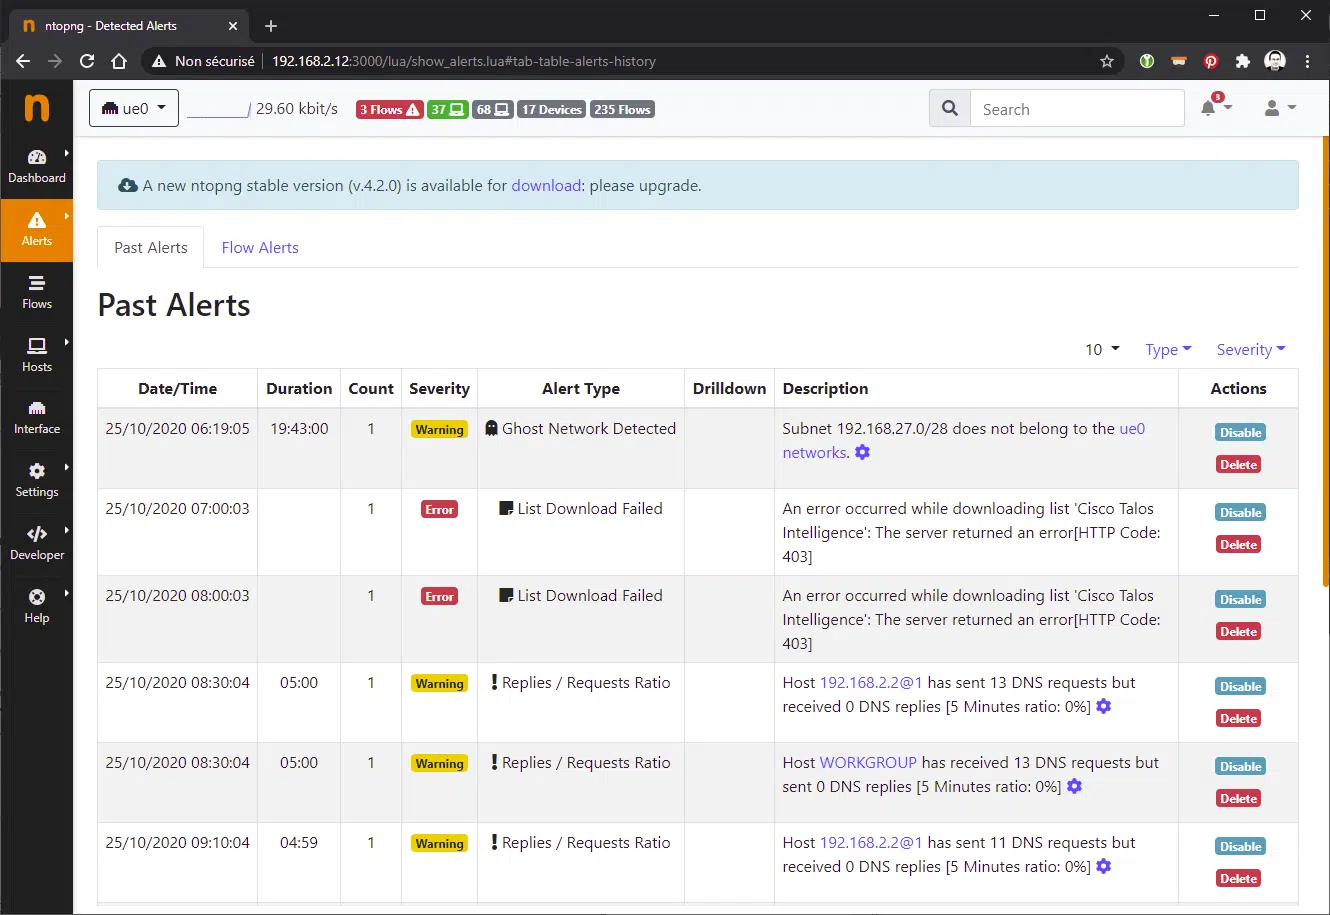 ntopng - Detected Alerts
Non sécurisé 192.168.2.12:3000/lua/show_alerts.lua#tab-table-alerts-history
ue0 29.60 kbit/s 3 Flows 37 68 17 Devices 235 Flows Search 3
Dashboard
Alerts
Flows
Hosts
Interface
Settings
Developer
Help
A new ntopng stable version (v.4.2.0) is available for download: please upgrade.
Past Alerts Flow Alerts
Past Alerts
10 Type Severity
Date/Time Duration Count Severity Alert Type Drilldown Description Actions
25/10/2020 06:19:05 19:43:00 1 Warning Ghost Network Detected Subnet 192.168.27.0/28 does not belong to the ue0 Disable
networks. Delete
25/10/2020 07:00:03 1 Error List Download Failed An error occurred while downloading list 'Cisco Talos Disable
Intelligence': The server returned an error[HTTP Code: Delete
403]
25/10/2020 08:00:03 1 Error List Download Failed An error occurred while downloading list 'Cisco Talos Disable
Intelligence': The server returned an error[HTTP Code: Delete
403]
25/10/2020 08:30:04 05:00 1 Warning Replies / Requests Ratio Host 192.168.2.2@1 has sent 13 DNS requests but Disable
received 0 DNS replies [5 Minutes ratio: 0%] Delete
25/10/2020 08:30:04 05:00 1 Warning Replies / Requests Ratio Host WORKGROUP has received 13 DNS requests but Disable
sent 0 DNS replies [5 Minutes ratio: 0%] Delete
25/10/2020 09:10:04 04:59 1 Warning Replies / Requests Ratio Host 192.168.2.2@1 has sent 11 DNS requests but Disable
received 0 DNS replies [5 Minutes ratio: 0%] Delete